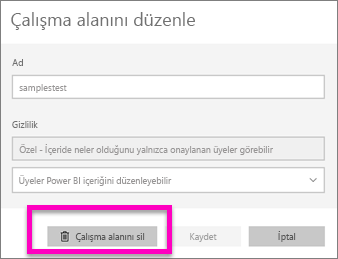 Çalışma alanını düzenle
Ad
samplestest
Gizlilik
Özel - İçeride neler olduğunu yalnızca onaylanan üyeler görebilir
Üyeler Power BI içeriğini düzenleyebilir
Çalışma alanını sil
Kaydet
İptal